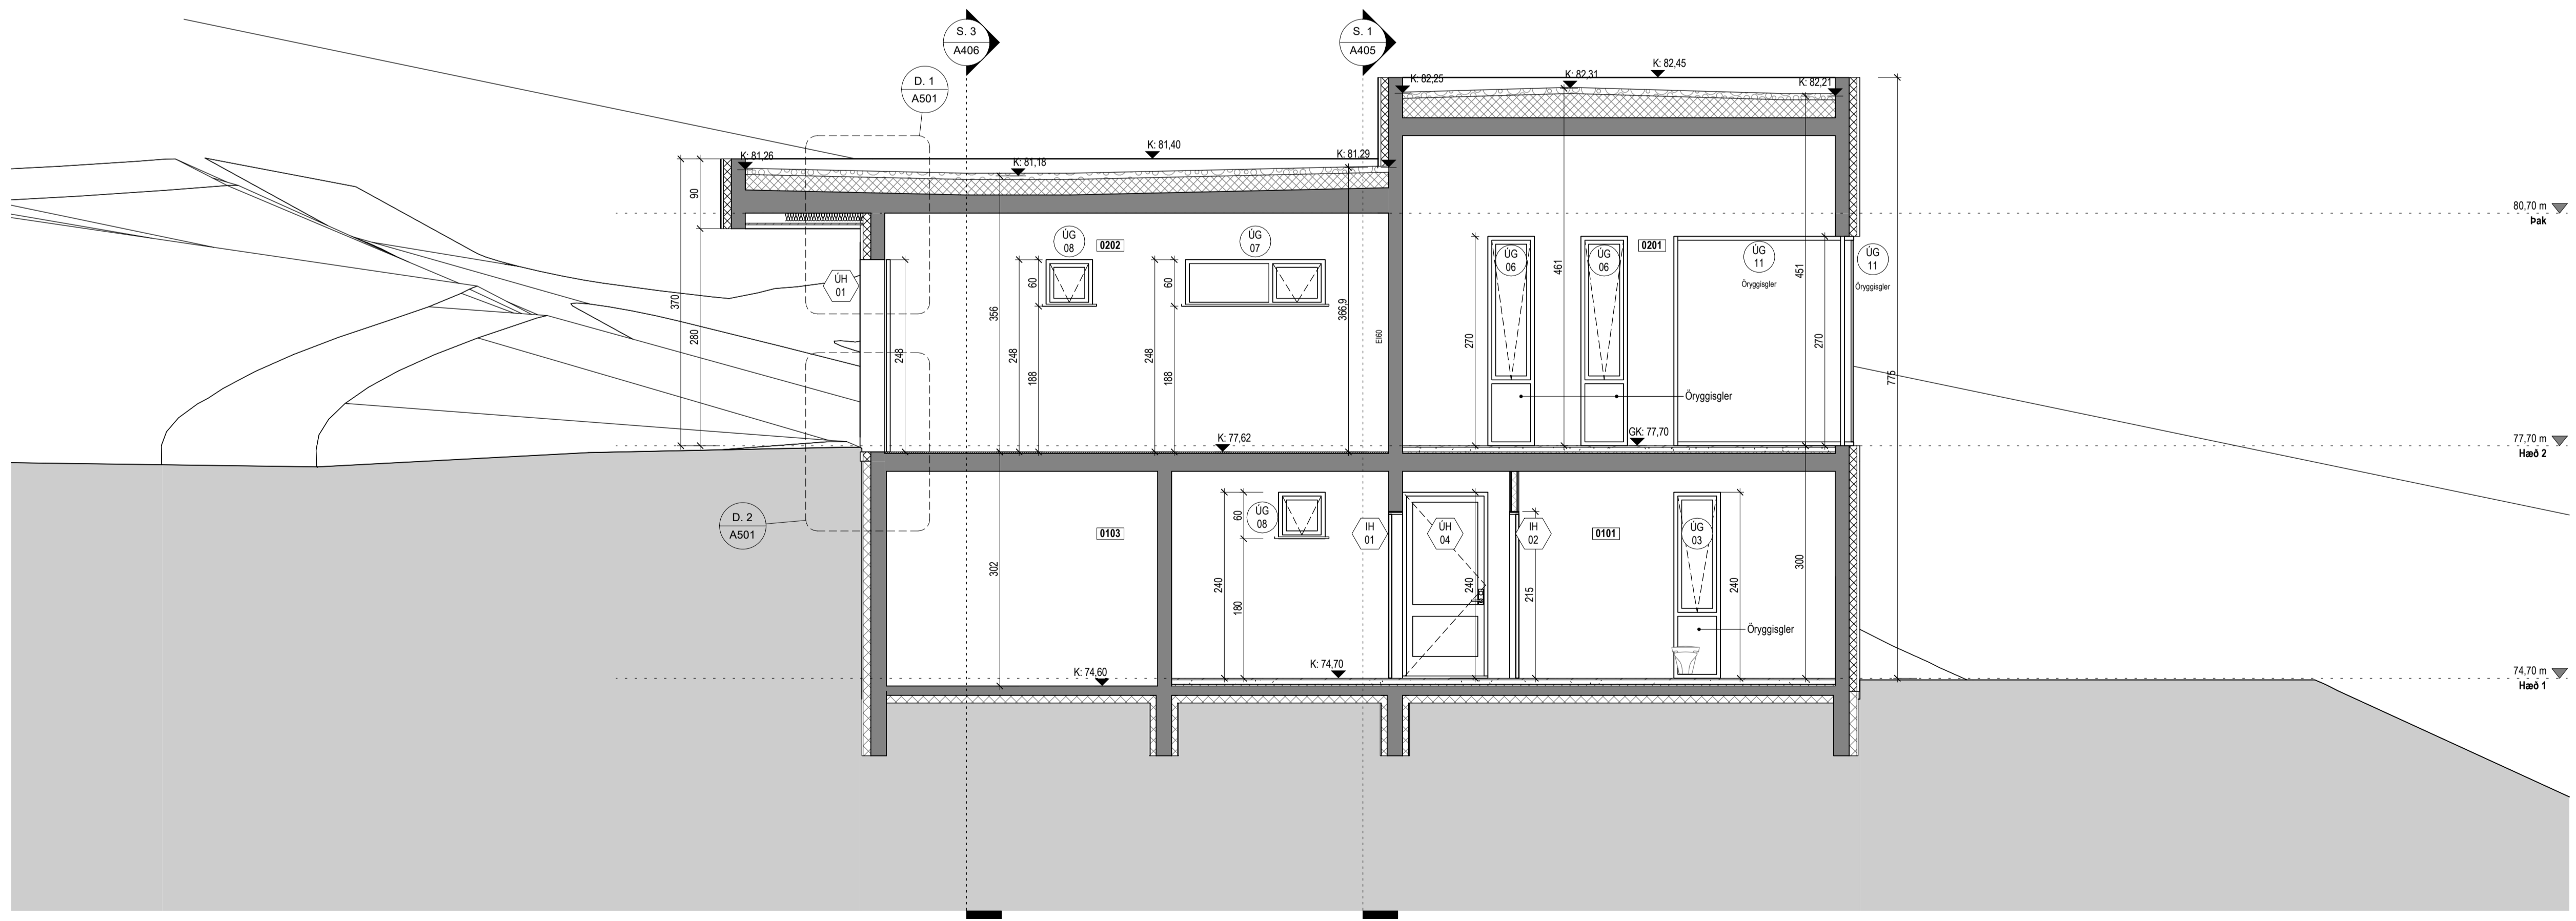 S. 3
A406
S. 1
A405
D. 1
A501
K: 82,25
K: 82,31
K: 82,45
K: 82,21
K: 81,26
K: 81,18
K: 81,40
K: 81,29
90
370
280
80,70 m
Þak
ÚG
08
0202
ÚG
07
ÚG
06
ÚG
06
0201
ÚG
11
Öryggisgler
ÚG
11
Öryggisgler
ÚH
01
248
356
248
60
188
248
60
188
366,9
EI60
270
461
451
270
775
Öryggisgler
K: 77,62
GK: 77,70
77,70 m
Hæð 2
D. 2
A501
0103
302
ÚG
08
60
240
180
IH
01
ÚH
04
240
IH
02
215
0101
ÚG
03
240
300
Öryggisgler
K: 74,60
K: 74,70
74,70 m
Hæð 1